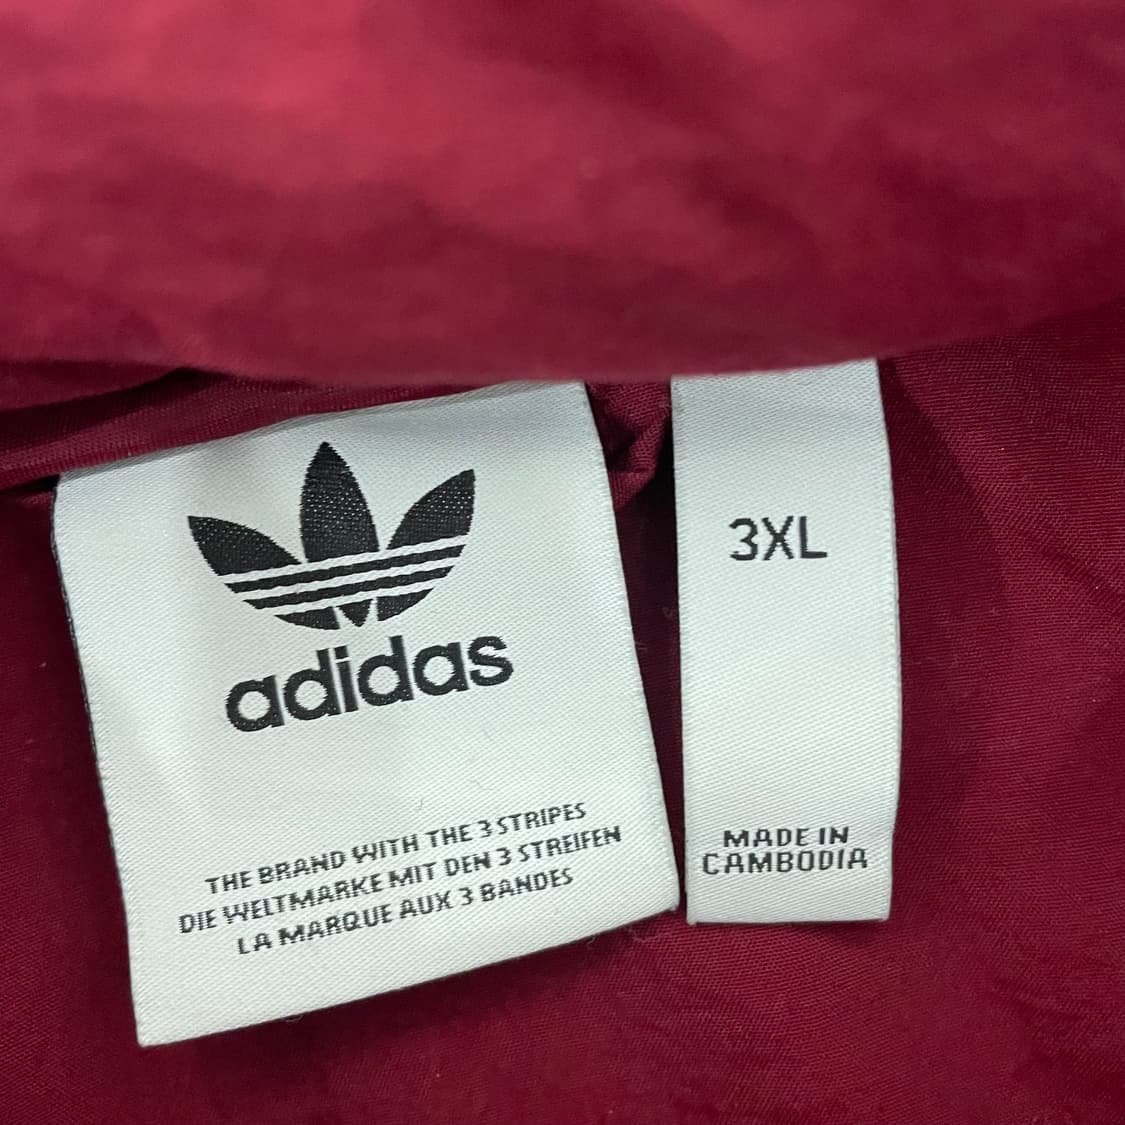 adidas
THE BRAND WITH THE 3 STRIPES
DIE WELTMARKE MIT DEN 3 STREIFEN
LA MARQUE AUX 3 BANDES
3XL
MADE IN
CAMBODIA